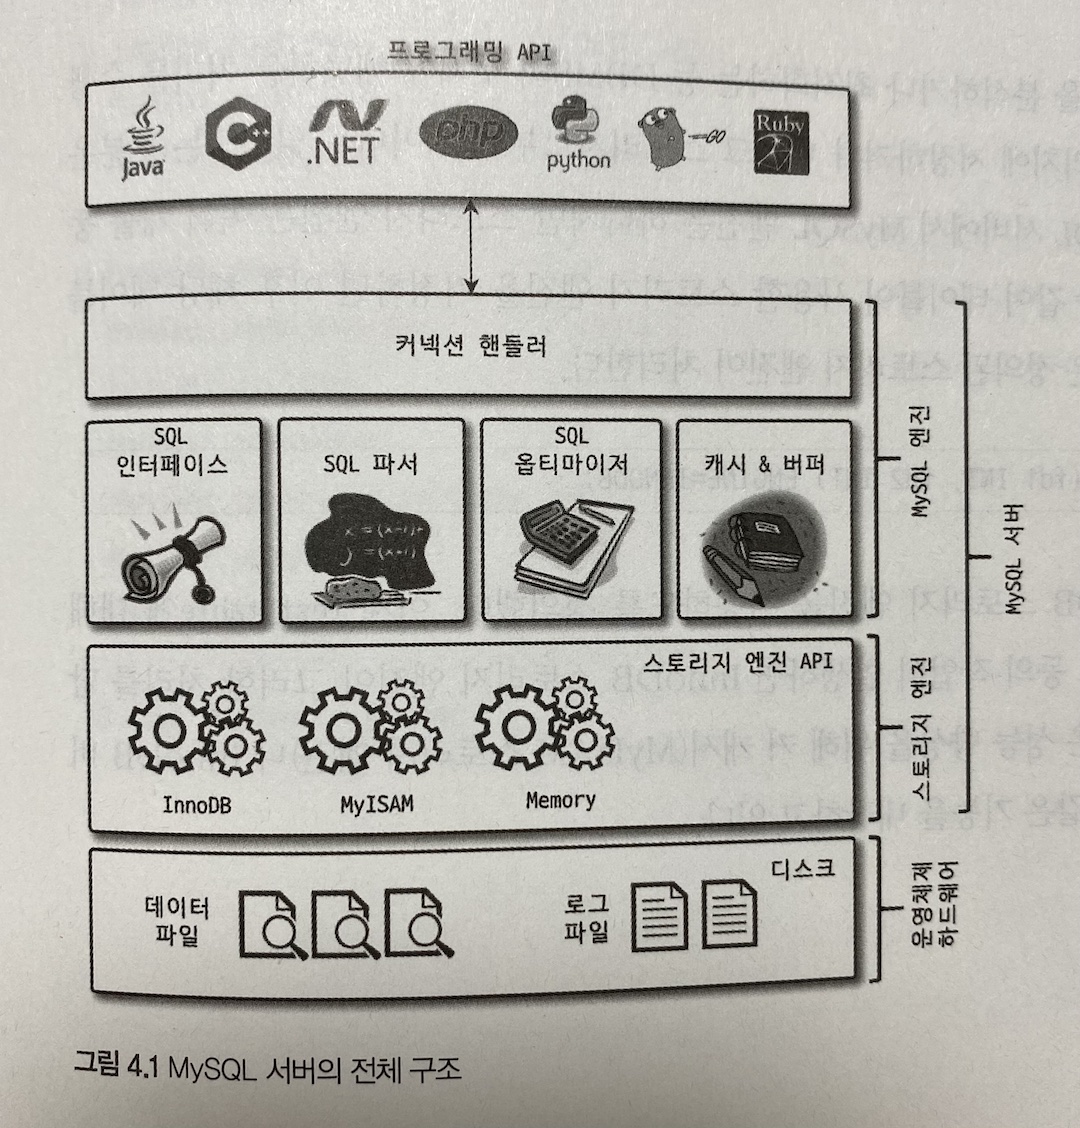 프로그래밍 API
Java
C++
.NET
php
python
GO
Ruby
커넥션 핸들러
SQL
인터페이스
SQL 파서
x = (x-1)+
y = (x+1)
SQL
옵티마이저
캐시 & 버퍼
MySQL 엔진
MySQL 서버
스토리지 엔진 API
InnoDB
MyISAM
Memory
스토리지 엔진
디스크
데이터
파일
로그
파일
운영체제
하드웨어
그림 4.1 MySQL 서버의 전체 구조